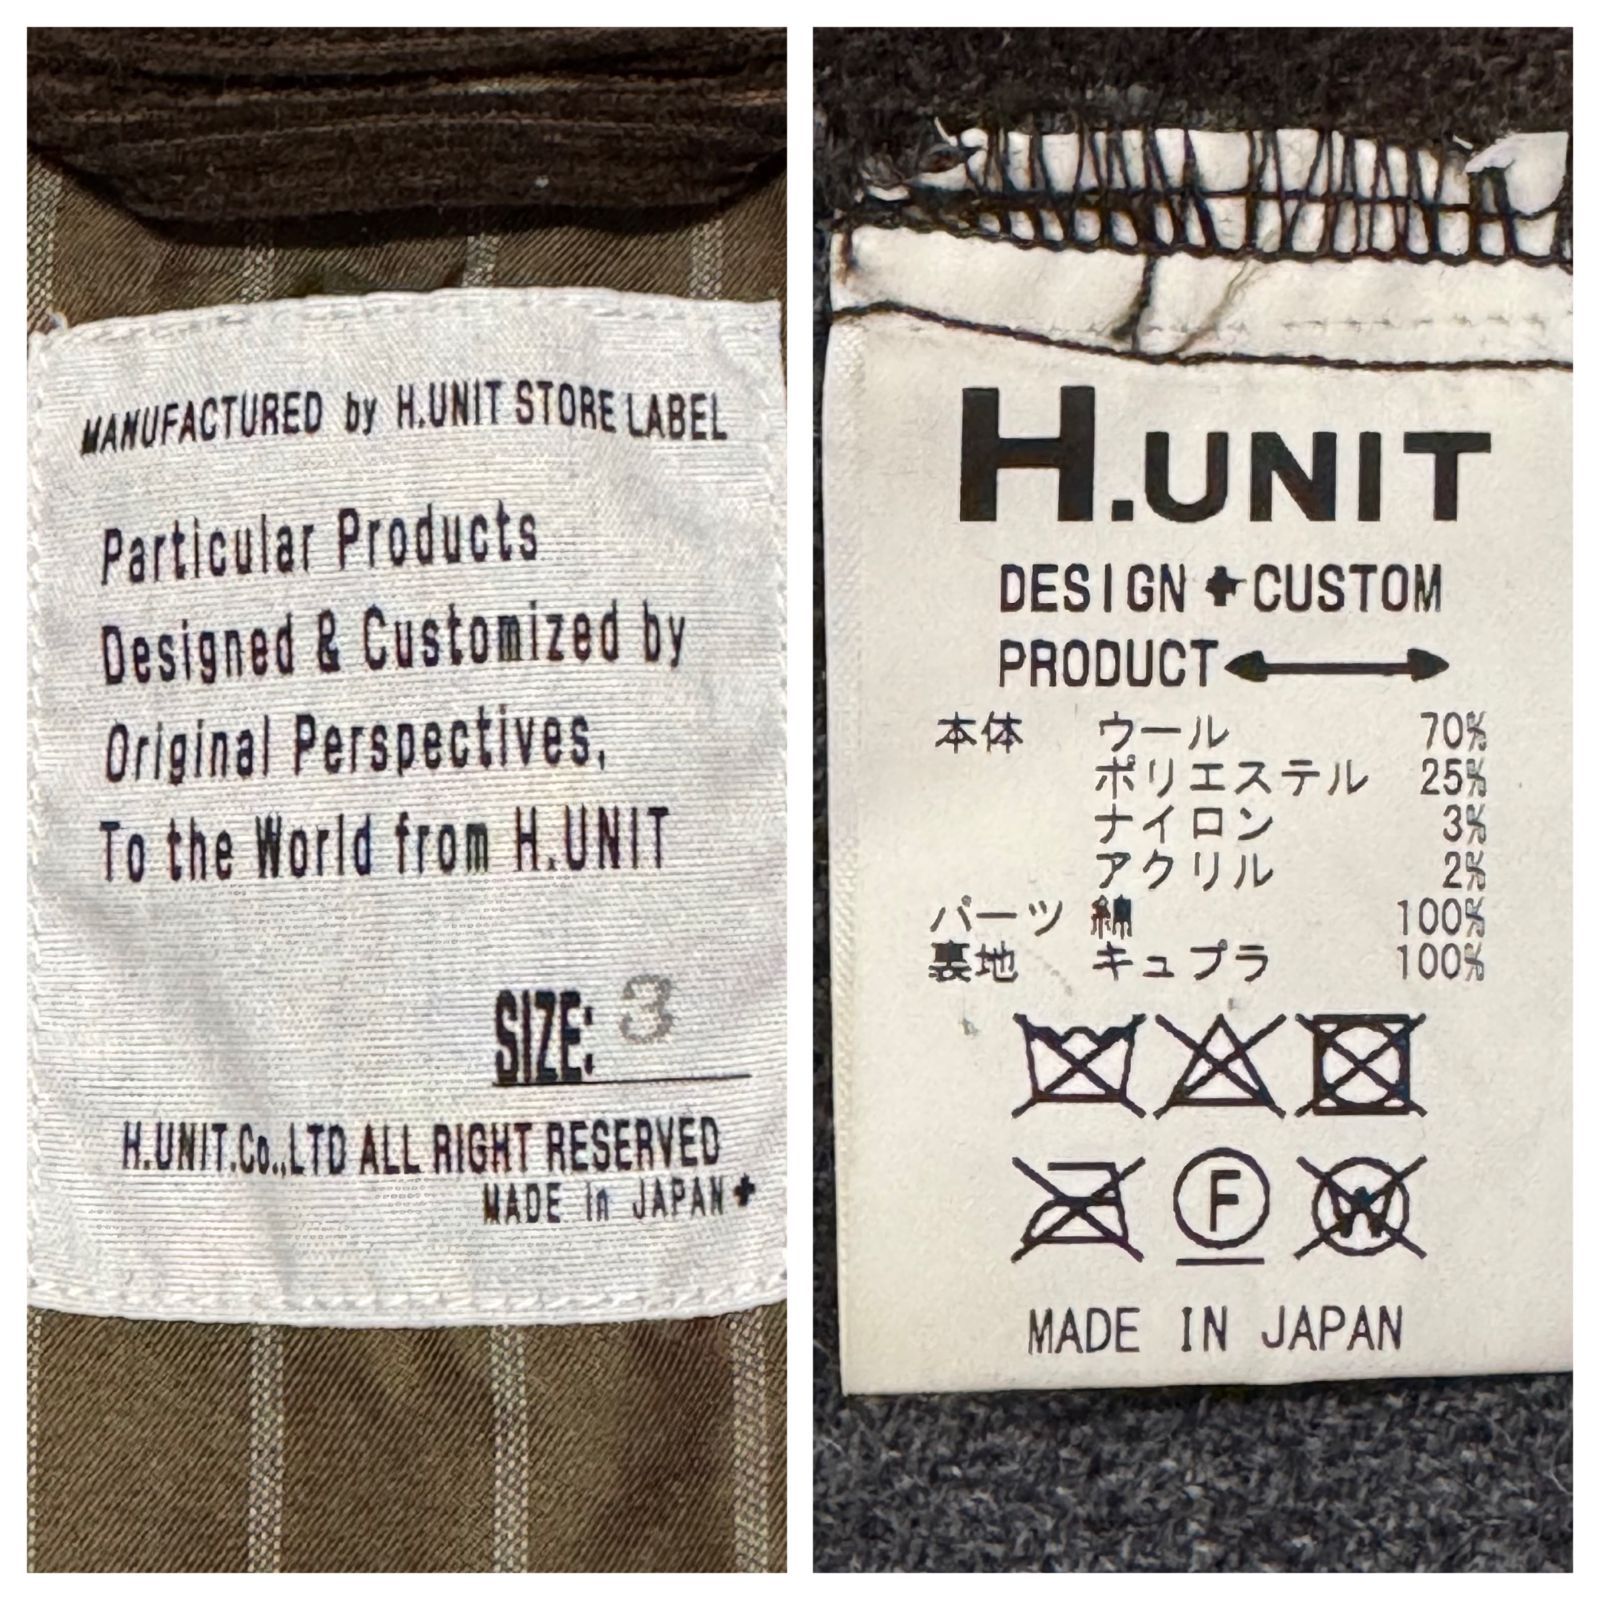 MANUFACTURED by H.UNIT STORE LABEL
Particular Products
Designed & Customized by
Original Perspectives,
To the World from H.UNIT
SIZE: 3
H.UNIT.Co.,LTD ALL RIGHT RESERVED
MADE in JAPAN✚
H.UNIT
DESIGN✚CUSTOM
PRODUCT↔
本体 ウール 70%
ポリエステル 25%
ナイロン 3%
アクリル 2%
パーツ 綿 100%
裏地 キュプラ 100%
F W
MADE IN JAPAN